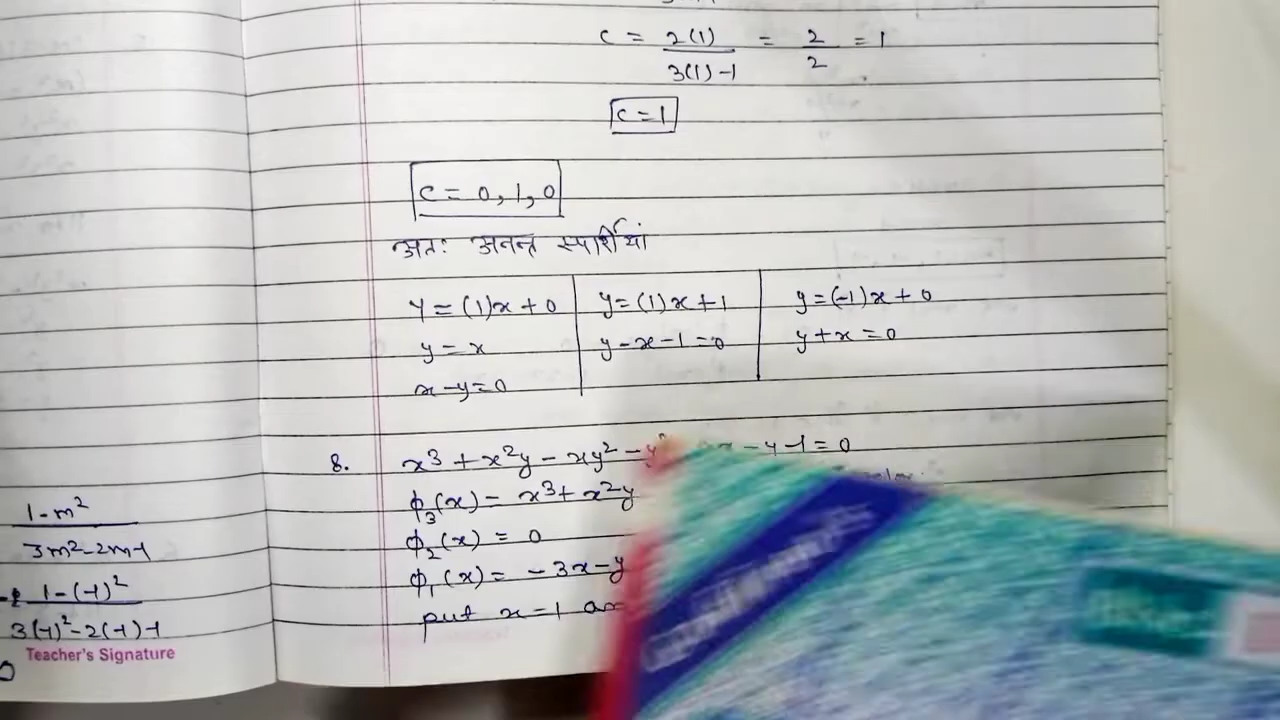 c = 2(1) / 3(1)-1 = 2/2 = 1
c = 1
c = 0, 1, 0
अतः अनन्त स्पर्शियां
y = (1)x + 0 | y = (1)x + 1 | y = (-1)x + 0
y = x | y - x - 1 = 0 | y + x = 0
x - y = 0
8. x³ + x²y - xy² - y - y - 1 = 0
ϕ₃(x) = x³ + x²y
ϕ₂(x) = 0
ϕ₁(x) = -3x - y
put x = 1
1 - m² / 3m² - 2m - 1
1 - (-1)² / 3(-1)² - 2(-1) - 1
Teacher's Signature